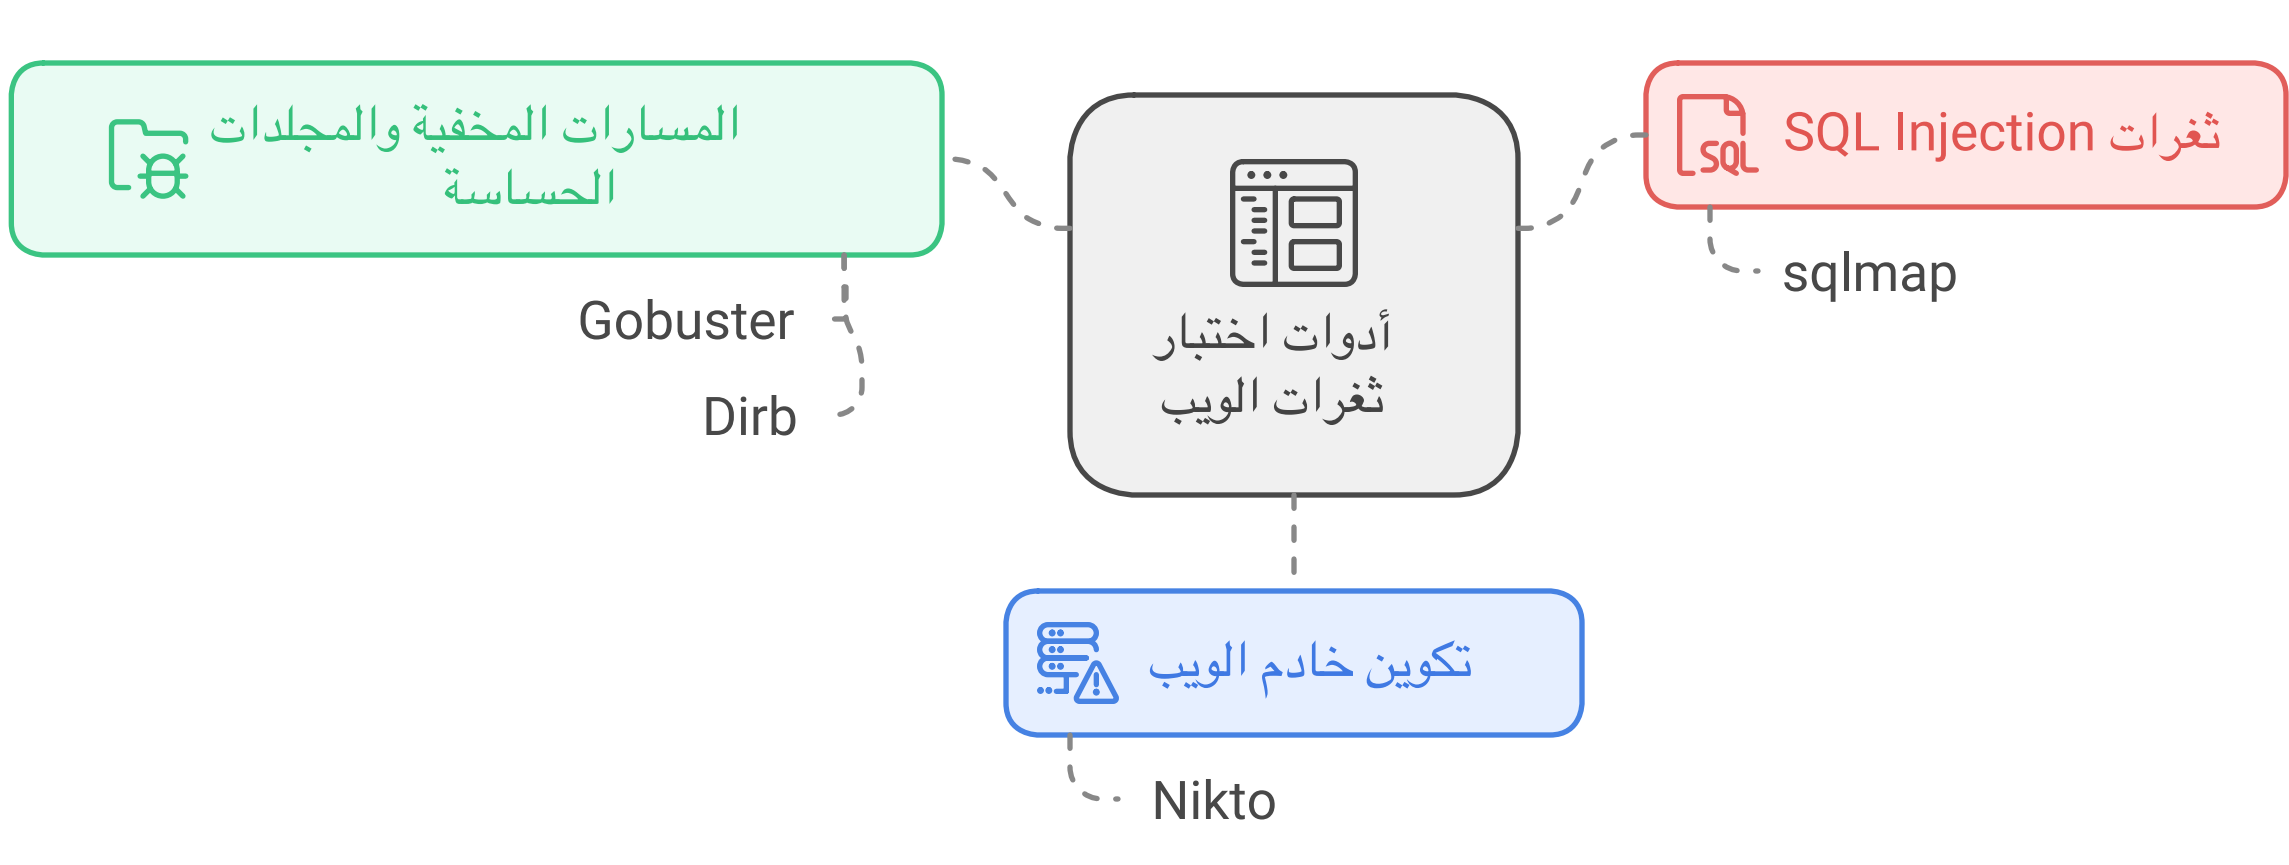 أدوات اختبار
ثغرات الويب
ثغرات SQL Injection
SQL
sqlmap
المسارات المخفية والمجلدات
الحساسة
Gobuster
Dirb
تكوين خادم الويب
Nikto